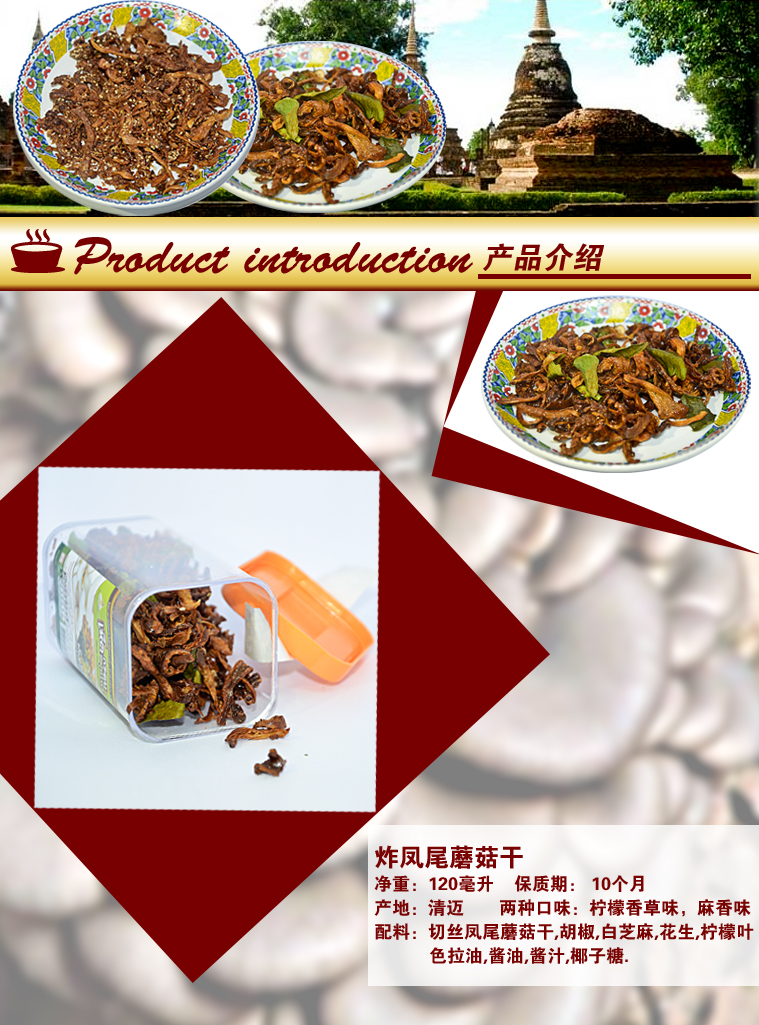 Product introduction 产品介绍
炸凤尾蘑菇干
净重：120毫升 保质期： 10个月
产地：清迈 两种口味：柠檬香草味，麻香味
配料：切丝凤尾蘑菇干,胡椒,白芝麻,花生,柠檬叶
色拉油,酱油,酱汁,椰子糖.